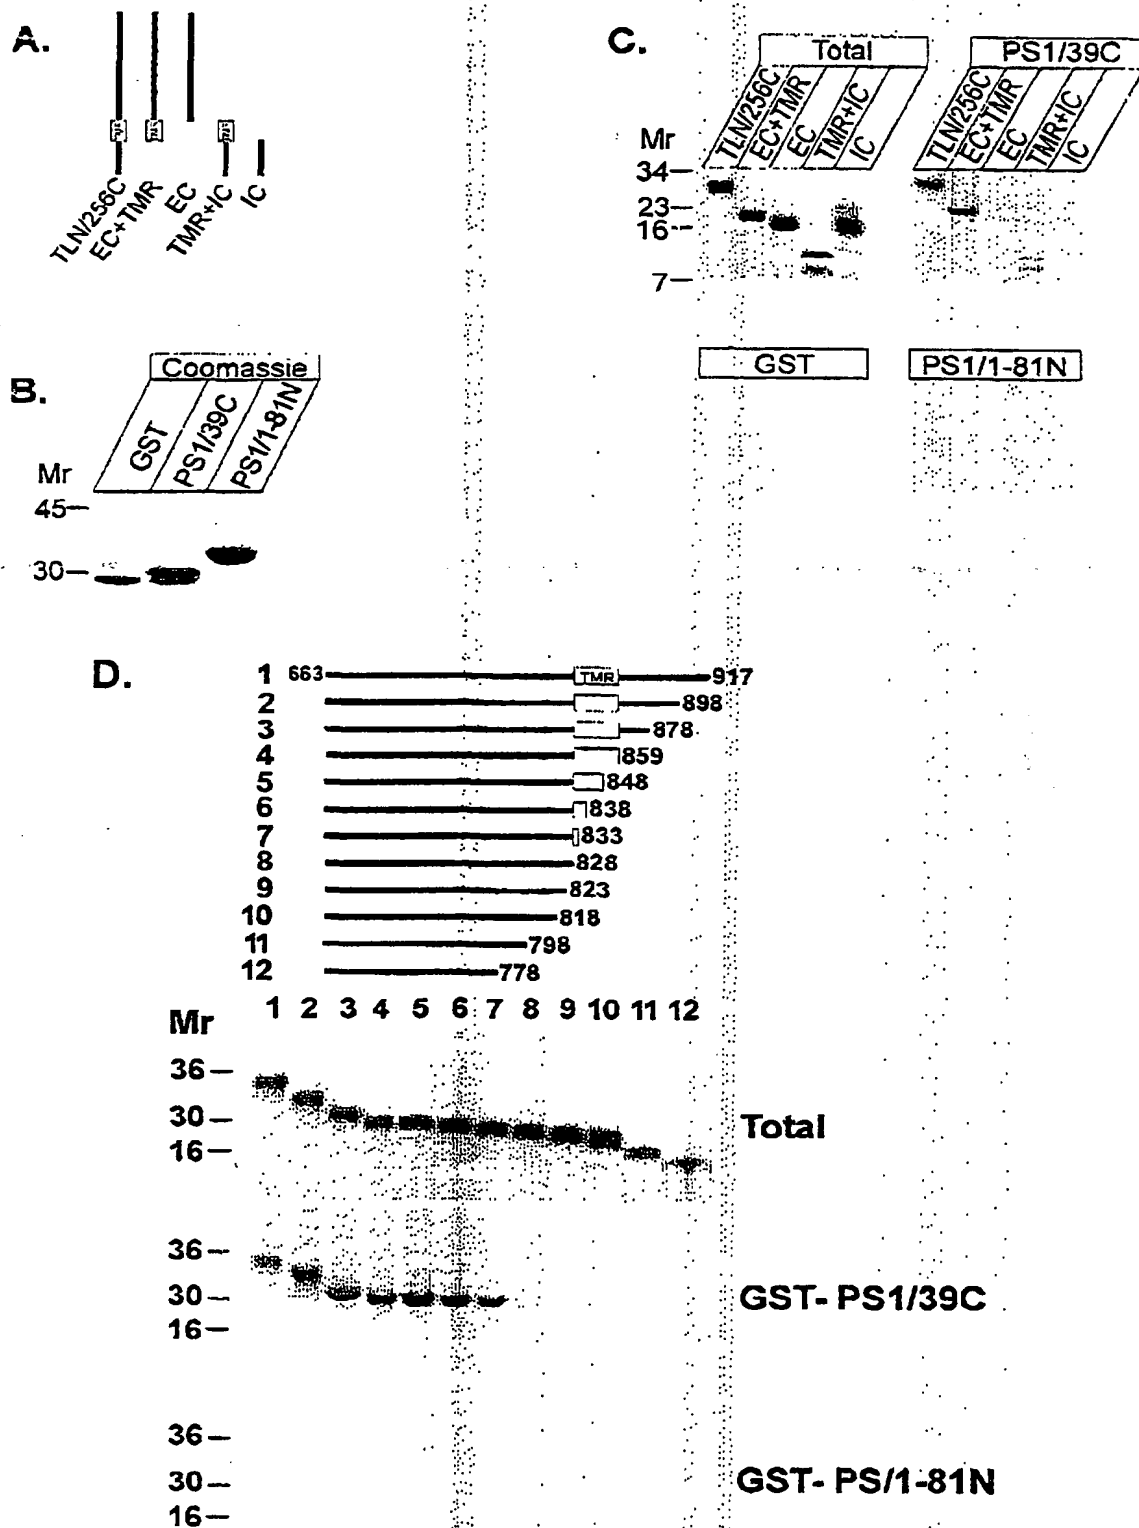 A.
TLN/256C EC+TMR EC TMR+IC IC
B.
Coomassie
GST PS1/39C PS1/1-81N
Mr
45
30
C.
Total PS1/39C
TLN/256C EC+TMR EC TMR+IC IC TLN/256C EC+TMR EC TMR+IC IC
Mr
34
23
16
7
GST PS1/1-81N
D.
1 663 TMR 917
2 898
3 878
4 859
5 848
6 838
7 833
8 828
9 823
10 818
11 798
12 778
Mr 1 2 3 4 5 6 7 8 9 10 11 12
36
30
16
Total
36
30
16
GST- PS1/39C
36
30
16
GST- PS/1-81N